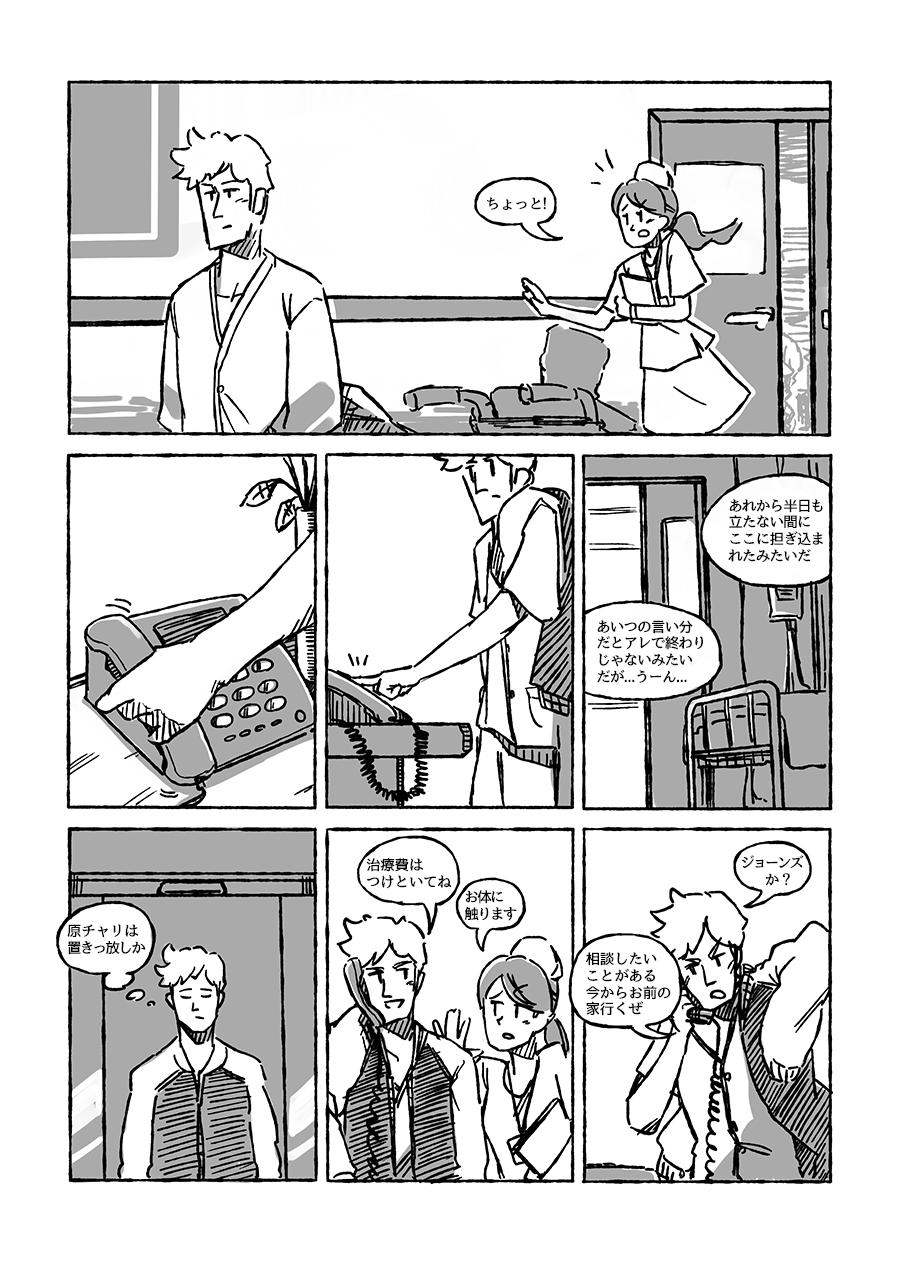 ちょっと!
あれから半日も
立たない間に
ここに担ぎ込ま
れたみたいだ
あいつの言い分
だとアレで終わり
じゃないみたい
だが...うーん...
ジョーンズ
か？
相談したい
ことがある
今からお前の
家行くぜ
治療費は
つけといてね
お体に
触ります
原チャリは
置きっ放しか